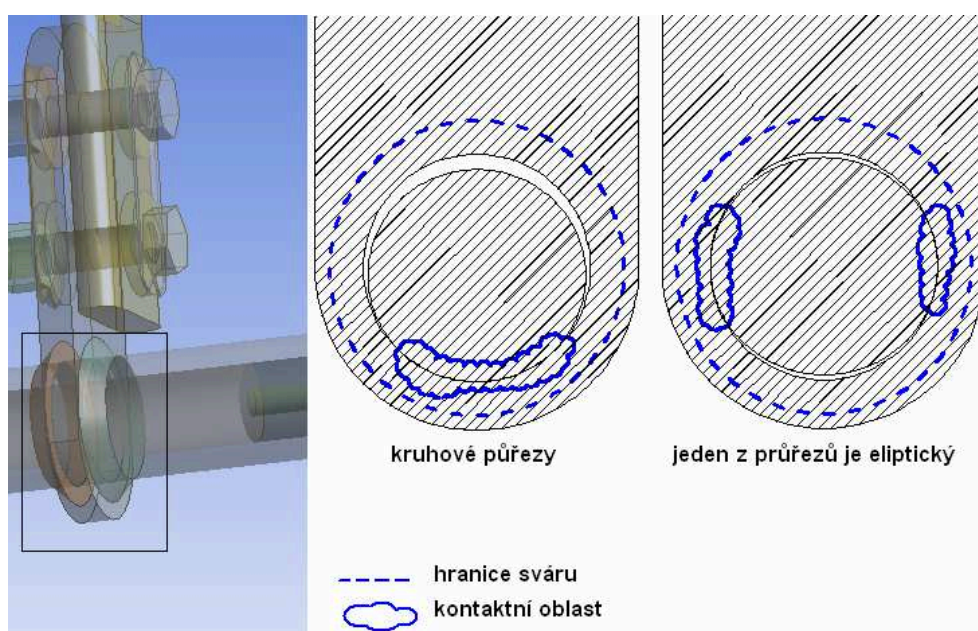 kruhové půřezy
jeden z průřezů je eliptický
hranice sváru
kontaktní oblast